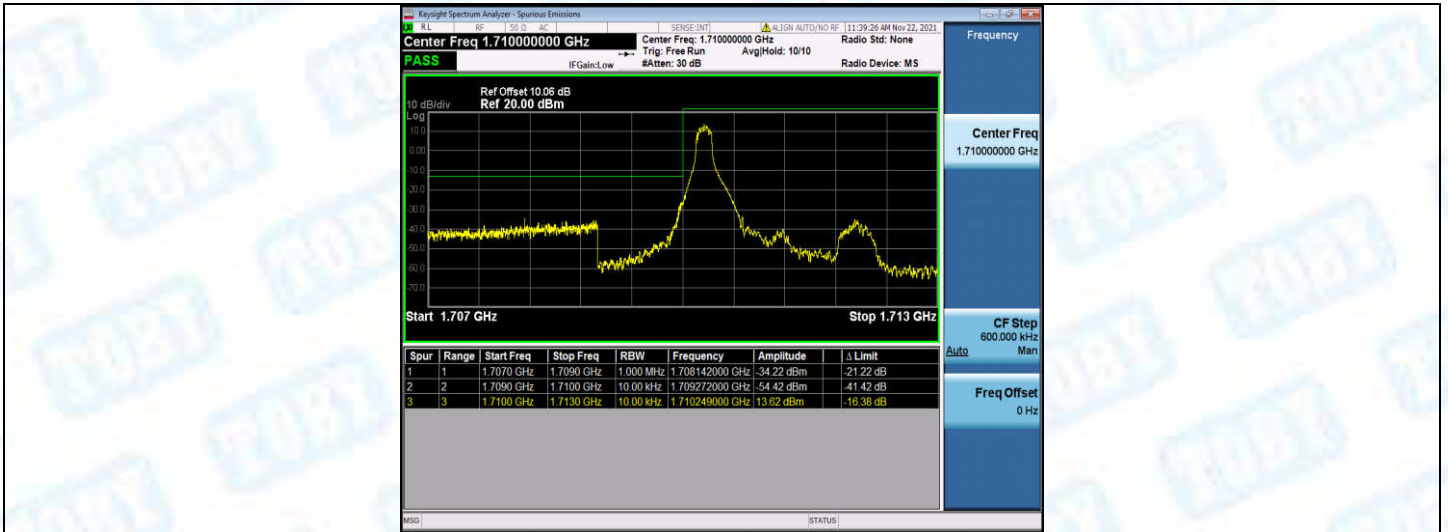 Keysight Spectrum Analyzer - Spurious Emissions
RL RF 50 Ω AC SENSE:INT ALIGN AUTO/NO RF 11:39:26 AM Nov 22, 2021
Center Freq 1.710000000 GHz Center Freq: 1.710000000 GHz Radio Std: None
Trig: Free Run Avg|Hold: 10/10
PASS IFGain:Low #Atten: 30 dB Radio Device: MS
Ref Offset 10.06 dB
10 dB/div Ref 20.00 dBm
Log
10.0
0.00
-10.0
-20.0
-30.0
-40.0
-50.0
-60.0
-70.0
Start 1.707 GHz Stop 1.713 GHz
Spur Range Start Freq Stop Freq RBW Frequency Amplitude Δ Limit
1 1 1.7070 GHz 1.7090 GHz 1.000 MHz 1.708142000 GHz -34.22 dBm -21.22 dB
2 2 1.7090 GHz 1.7100 GHz 10.00 kHz 1.709272000 GHz -54.42 dBm -41.42 dB
3 3 1.7100 GHz 1.7130 GHz 10.00 kHz 1.710249000 GHz 13.62 dBm -16.38 dB
MSG STATUS
Frequency
Center Freq
1.710000000 GHz
CF Step
600.000 kHz
Auto Man
Freq Offset
0 Hz
TOBY